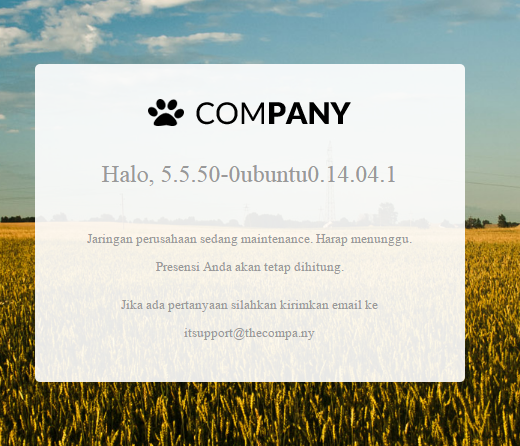 COMPANY
Halo, 5.5.50-0ubuntu0.14.04.1
Jaringan perusahaan sedang maintenance. Harap menunggu.
Presensi Anda akan tetap dihitung.
Jika ada pertanyaan silahkan kirimkan email ke
itsupport@thecompa.ny